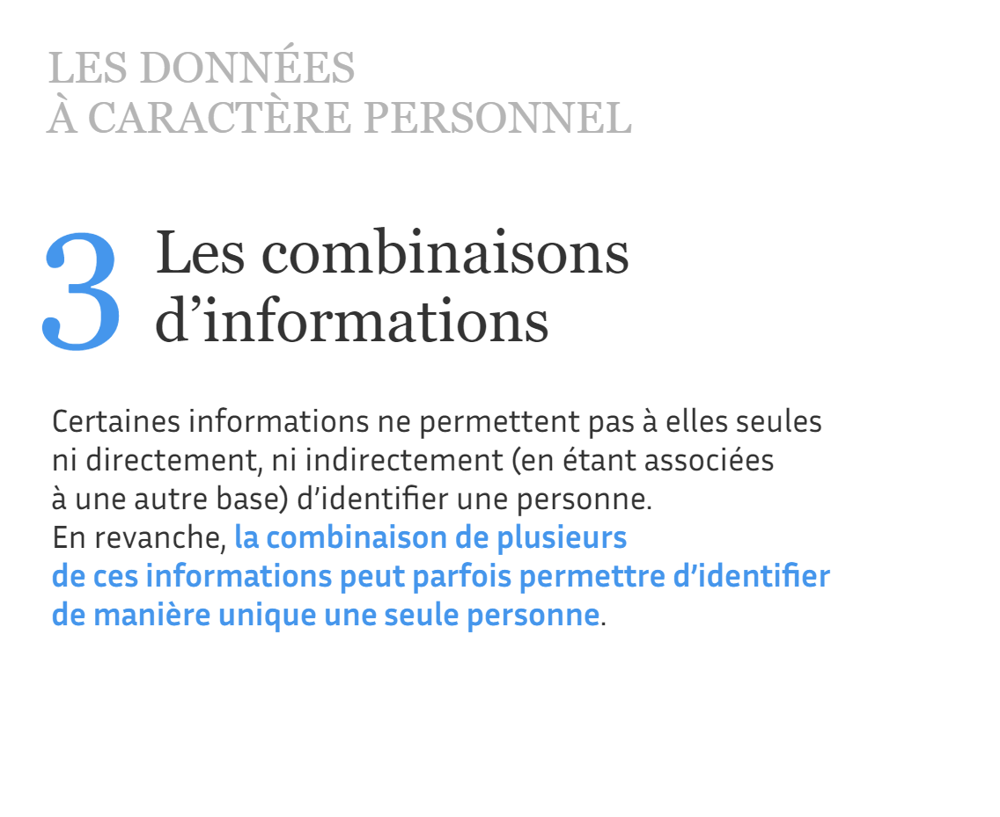 LES DONNÉES
À CARACTÈRE PERSONNEL
3
Les combinaisons
d’informations
Certaines informations ne permettent pas à elles seules
ni directement, ni indirectement (en étant associées
à une autre base) d’identifier une personne.
En revanche, la combinaison de plusieurs
de ces informations peut parfois permettre d’identifier
de manière unique une seule personne.